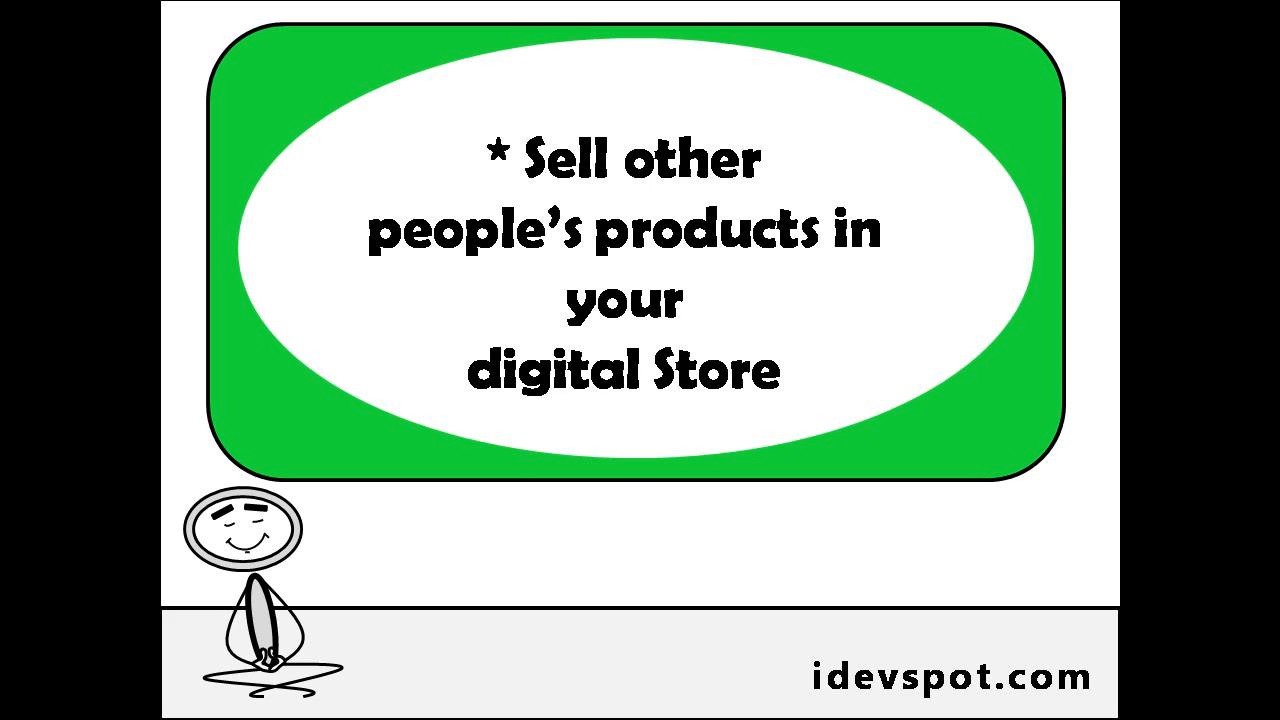 * Sell other
people’s products in
your
digital Store
idevspot.com